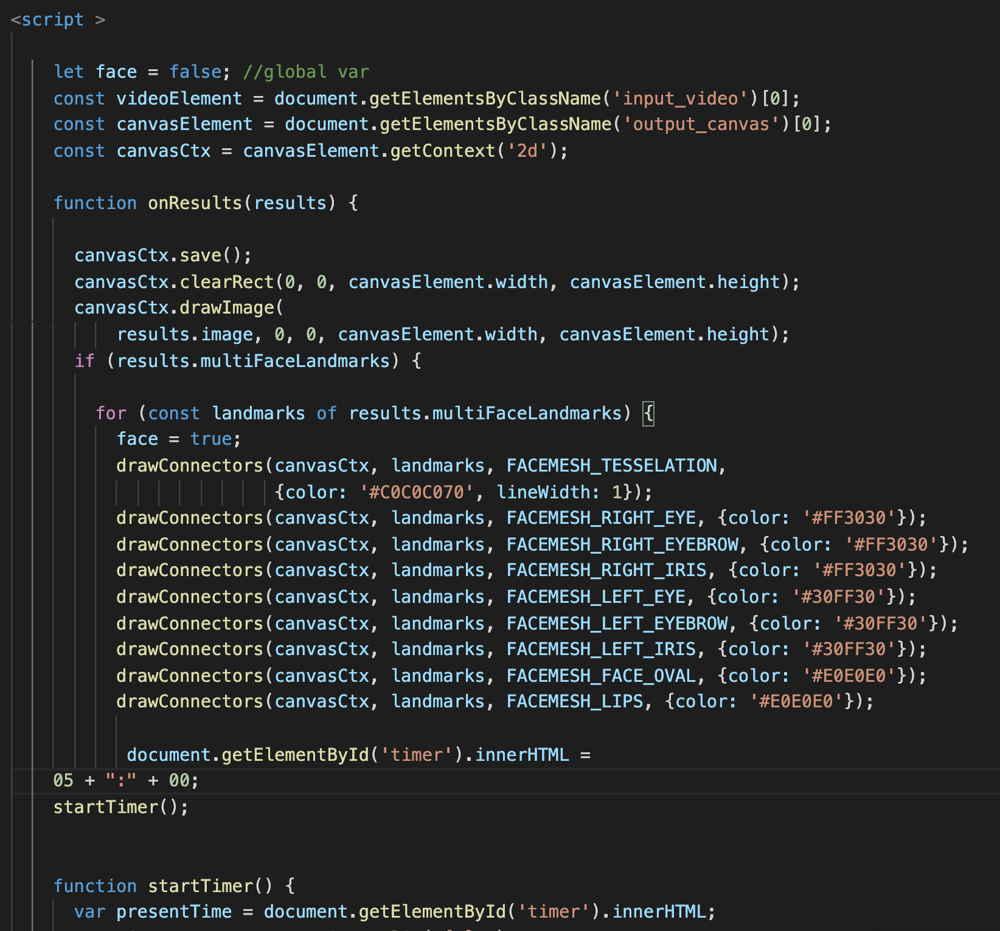 <script >
let face = false; //global var
const videoElement = document.getElementsByClassName('input_video')[0];
const canvasElement = document.getElementsByClassName('output_canvas')[0];
const canvasCtx = canvasElement.getContext('2d');
function onResults(results) {
canvasCtx.save();
canvasCtx.clearRect(0, 0, canvasElement.width, canvasElement.height);
canvasCtx.drawImage(
results.image, 0, 0, canvasElement.width, canvasElement.height);
if (results.multiFaceLandmarks) {
for (const landmarks of results.multiFaceLandmarks) {
face = true;
drawConnectors(canvasCtx, landmarks, FACEMESH_TESSELATION,
{color: '#C0C0C070', lineWidth: 1});
drawConnectors(canvasCtx, landmarks, FACEMESH_RIGHT_EYE, {color: '#FF3030'});
drawConnectors(canvasCtx, landmarks, FACEMESH_RIGHT_EYEBROW, {color: '#FF3030'});
drawConnectors(canvasCtx, landmarks, FACEMESH_RIGHT_IRIS, {color: '#FF3030'});
drawConnectors(canvasCtx, landmarks, FACEMESH_LEFT_EYE, {color: '#30FF30'});
drawConnectors(canvasCtx, landmarks, FACEMESH_LEFT_EYEBROW, {color: '#30FF30'});
drawConnectors(canvasCtx, landmarks, FACEMESH_LEFT_IRIS, {color: '#30FF30'});
drawConnectors(canvasCtx, landmarks, FACEMESH_FACE_OVAL, {color: '#E0E0E0'});
drawConnectors(canvasCtx, landmarks, FACEMESH_LIPS, {color: '#E0E0E0'});
document.getElementById('timer').innerHTML =
05 + ":" + 00;
startTimer();
function startTimer() {
var presentTime = document.getElementById('timer').innerHTML;